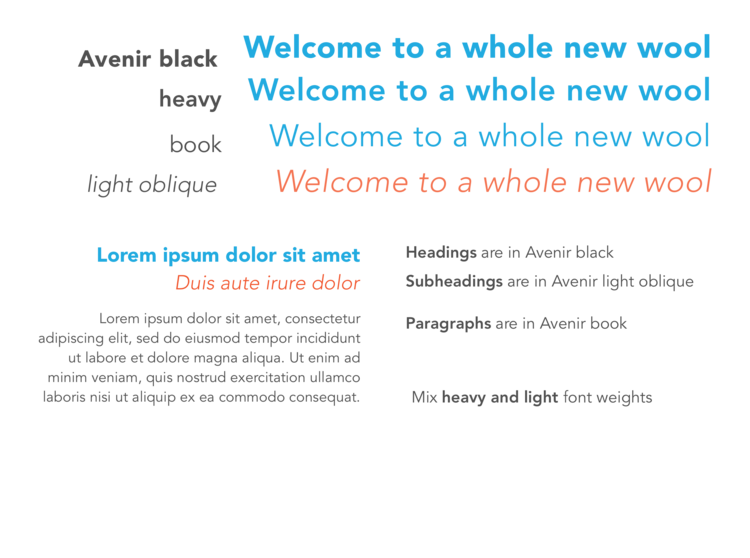 Avenir black Welcome to a whole new wool
heavy Welcome to a whole new wool
book Welcome to a whole new wool
light oblique Welcome to a whole new wool
Lorem ipsum dolor sit amet
Duis aute irure dolor
Lorem ipsum dolor sit amet, consectetur
adipiscing elit, sed do eiusmod tempor incididunt
ut labore et dolore magna aliqua. Ut enim ad
minim veniam, quis nostrud exercitation ullamco
laboris nisi ut aliquip ex ea commodo consequat.
Headings are in Avenir black
Subheadings are in Avenir light oblique
Paragraphs are in Avenir book
Mix heavy and light font weights